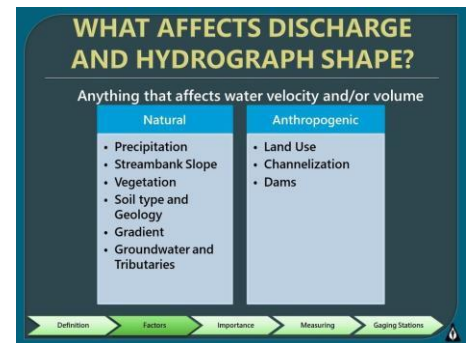 WHAT AFFECTS DISCHARGE
AND HYDROGRAPH SHAPE?
Anything that affects water velocity and/or volume
Natural
• Precipitation
• Streambank Slope
• Vegetation
• Soil type and
Geology
• Gradient
• Groundwater and
Tributaries
Anthropogenic
• Land Use
• Channelization
• Dams
Definition
Factors
Importance
Measuring
Gaging Stations